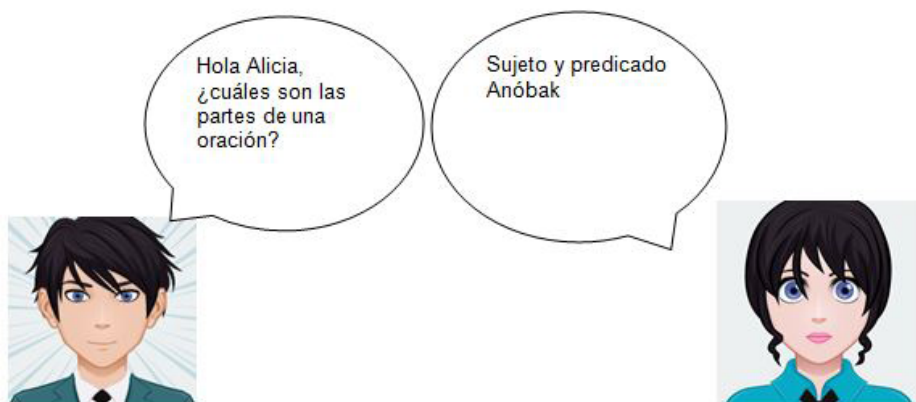 Hola Alicia,
¿cuáles son las
partes de una
oración?
Sujeto y predicado
Anóbak